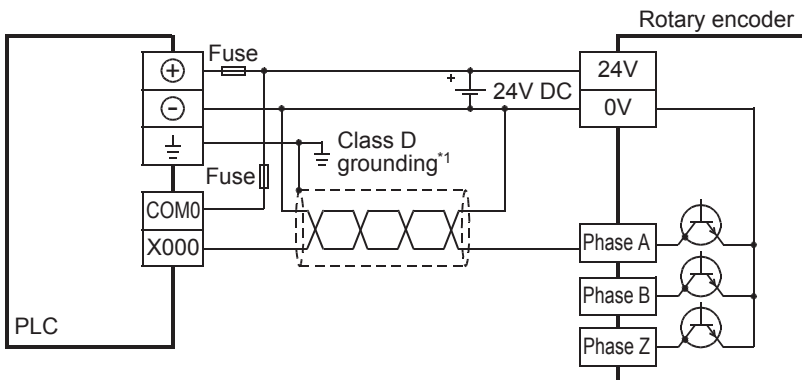 Rotary encoder
Fuse
+
24V
+
24V DC
-
0V
Class D
grounding*1
Fuse
COM0
X000
Phase A
Phase B
PLC
Phase Z